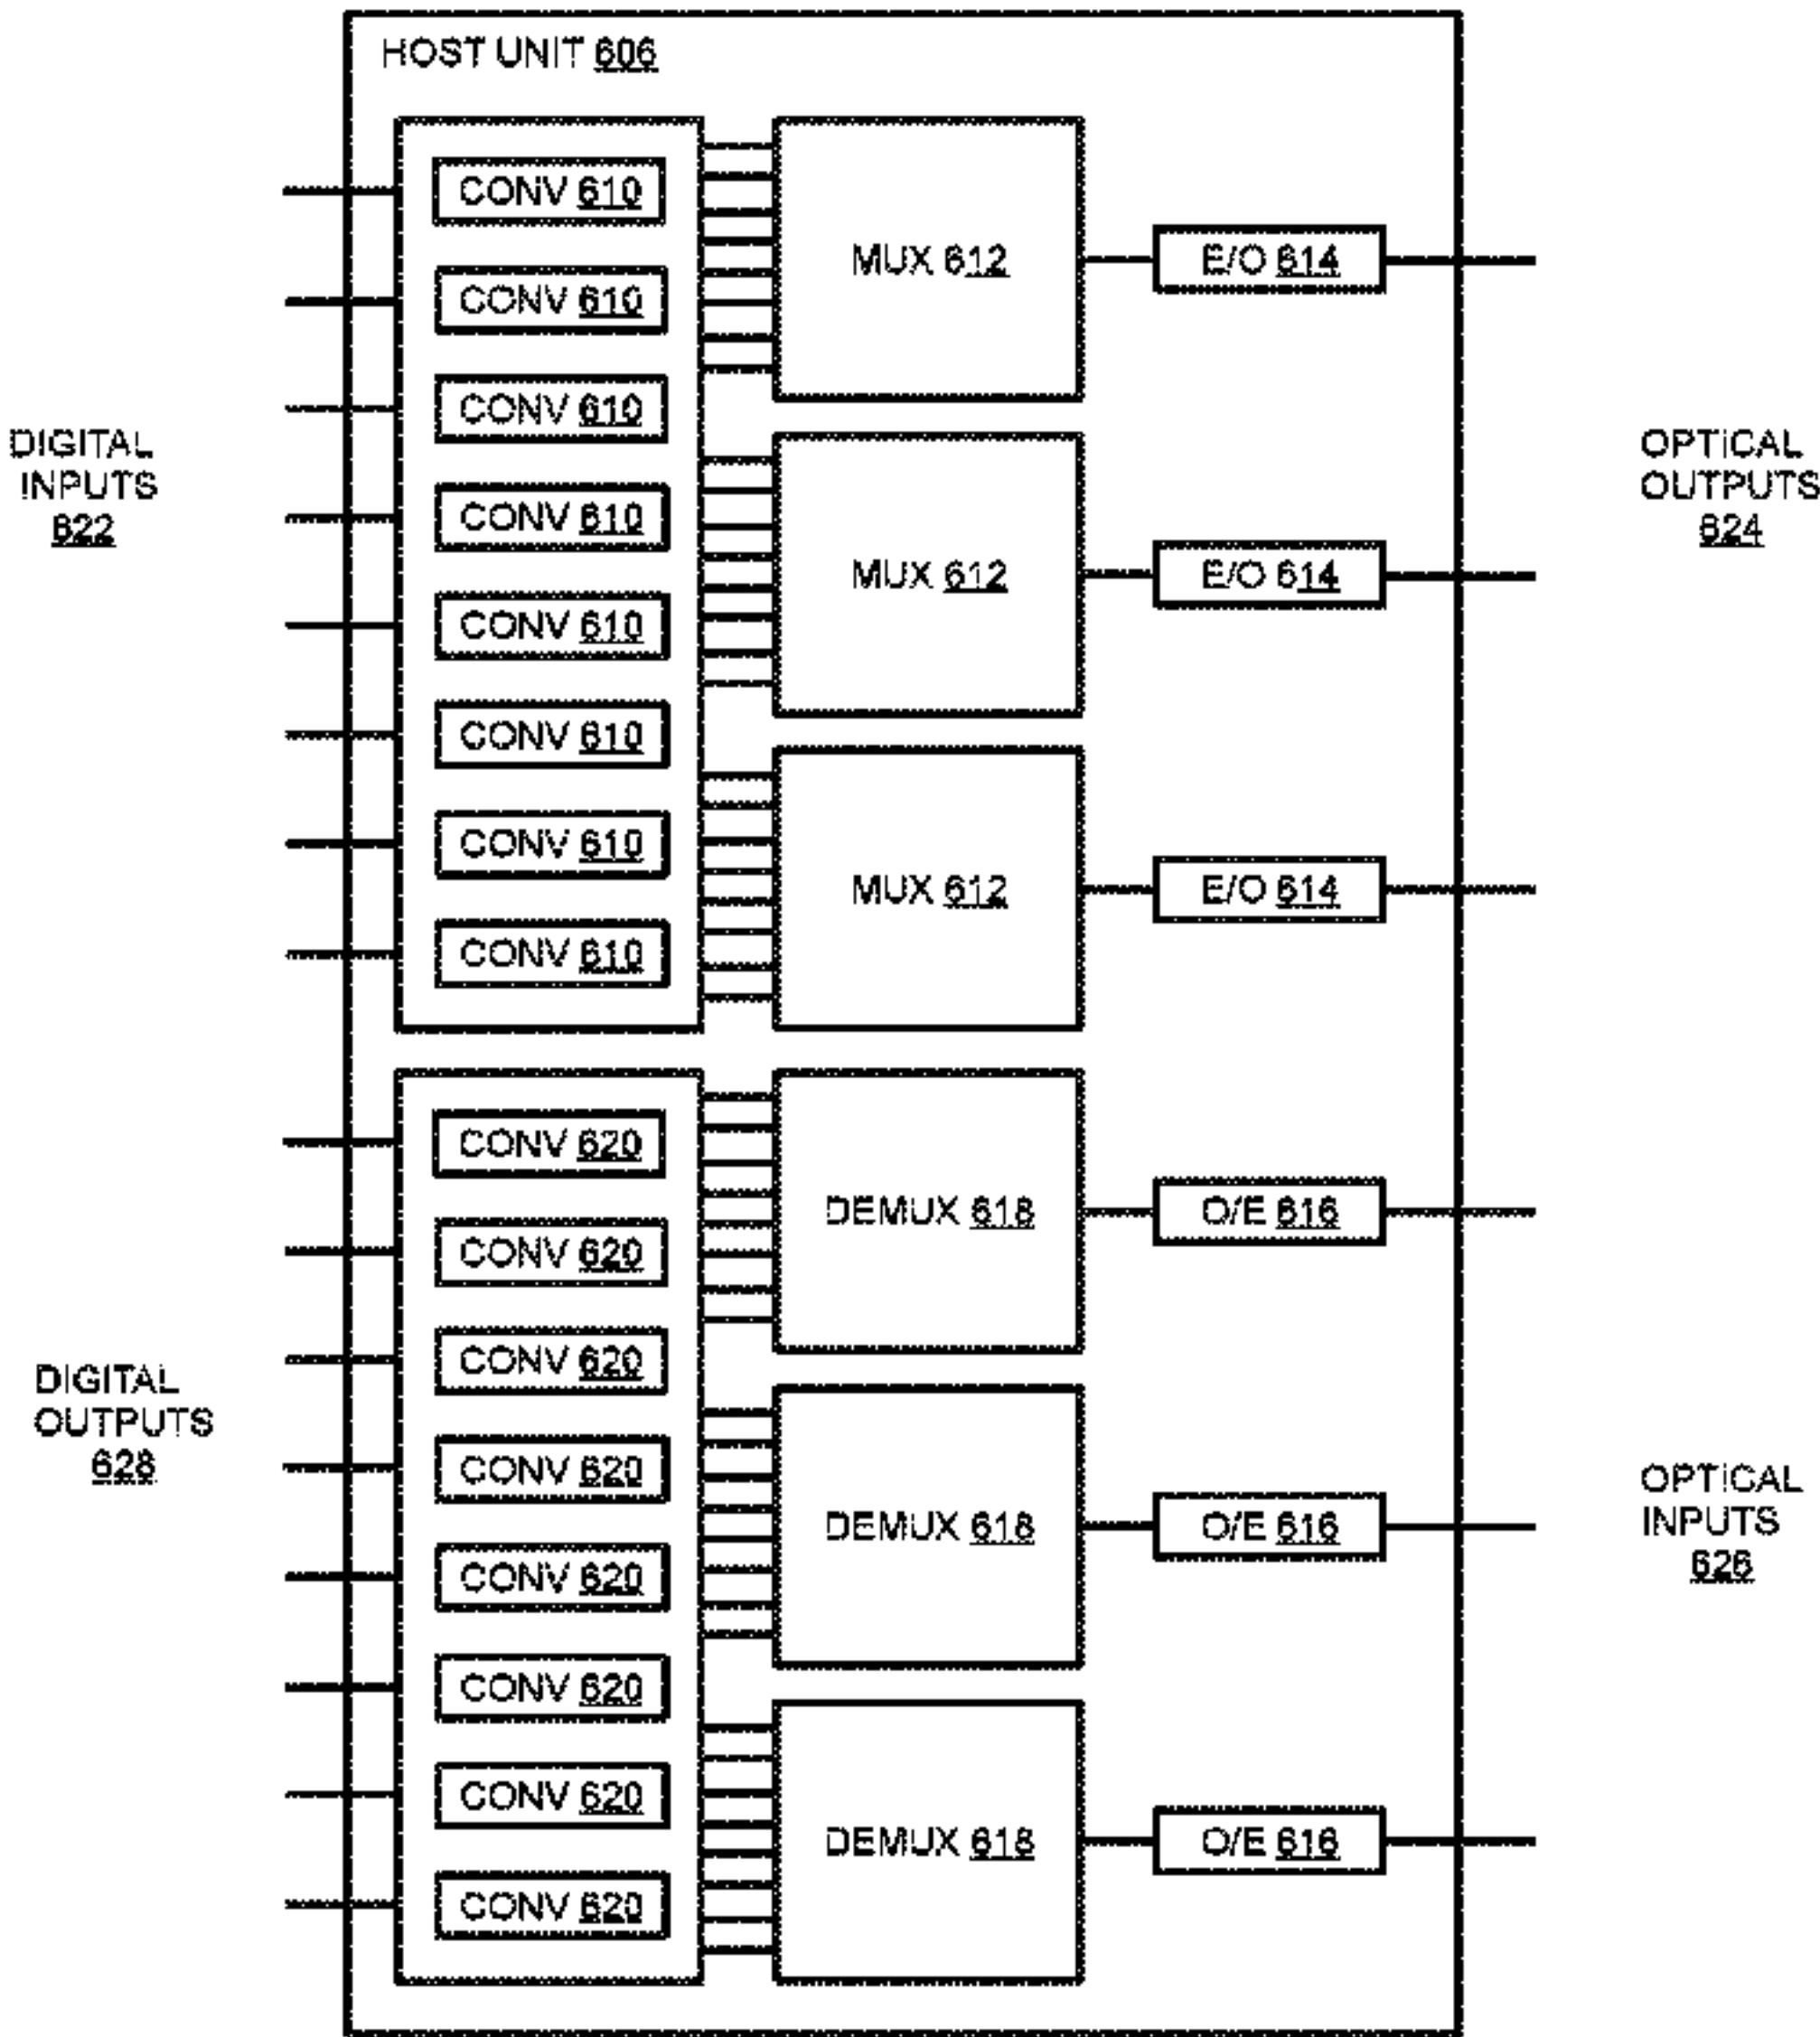 HOST UNIT 606
CONV 610
CONV 610
CONV 610
CONV 610
CONV 610
CONV 610
CONV 610
CONV 610
MUX 612
MUX 612
MUX 612
E/O 614
E/O 614
E/O 614
DIGITAL
INPUTS
622
OPTICAL
OUTPUTS
624
CONV 620
CONV 620
CONV 620
CONV 620
CONV 620
CONV 620
CONV 620
CONV 620
DEMUX 618
DEMUX 618
DEMUX 618
O/E 616
O/E 616
O/E 616
DIGITAL
OUTPUTS
628
OPTICAL
INPUTS
626